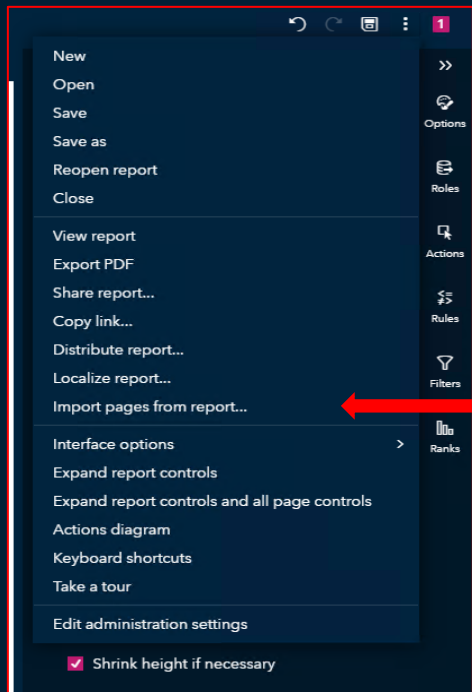 1
New
Open
Save
Save as
Reopen report
Close
View report
Export PDF
Share report...
Copy link...
Distribute report...
Localize report...
Import pages from report...
Interface options
Expand report controls
Expand report controls and all page controls
Actions diagram
Keyboard shortcuts
Take a tour
Edit administration settings
Shrink height if necessary
Options
Roles
Actions
Rules
Filters
Ranks